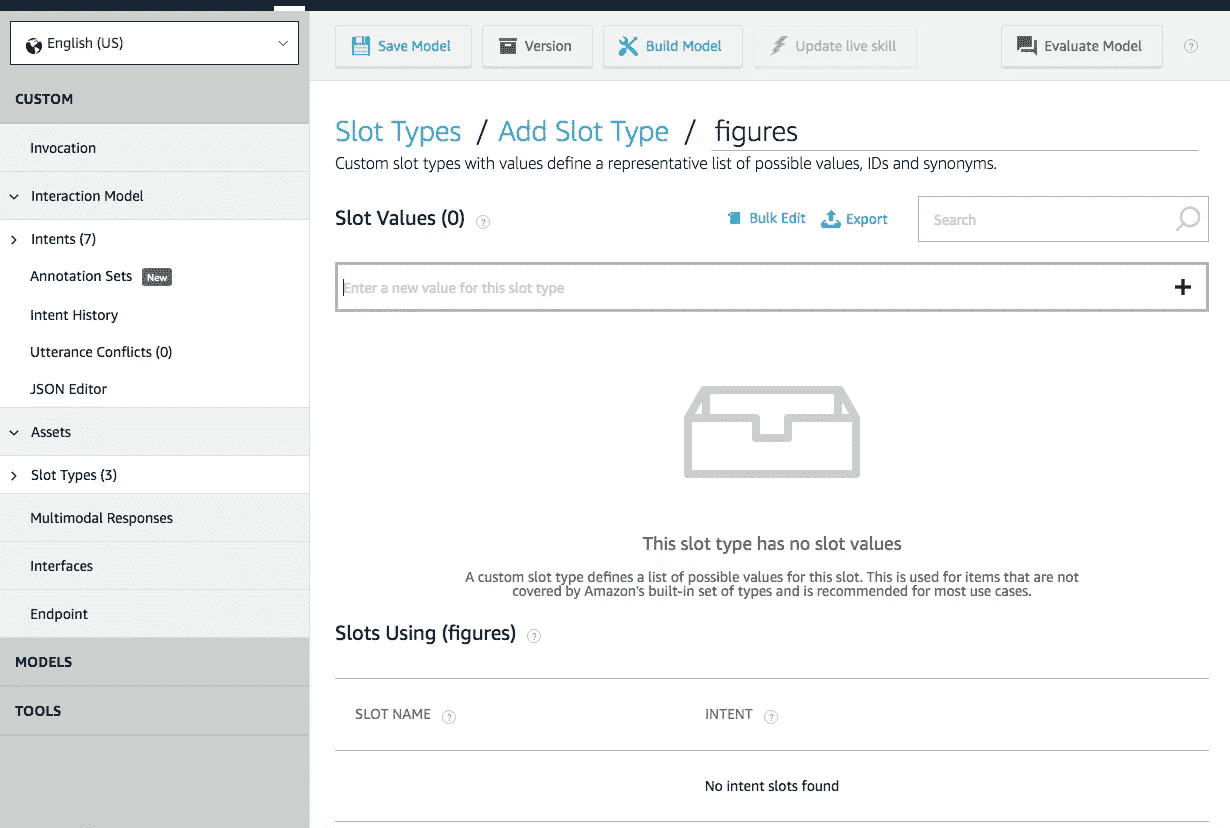 English (US)
Save Model
Version
Build Model
Update live skill
Evaluate Model
?
CUSTOM
Invocation
Interaction Model
Intents (7)
Annotation Sets New
Intent History
Utterance Conflicts (0)
JSON Editor
Assets
Slot Types (3)
Multimodal Responses
Interfaces
Endpoint
MODELS
TOOLS
Slot Types / Add Slot Type / figures
Custom slot types with values define a representative list of possible values, IDs and synonyms.
Slot Values (0) ?
Bulk Edit
Export
Search
Enter a new value for this slot type
This slot type has no slot values
A custom slot type defines a list of possible values for this slot. This is used for items that are not
covered by Amazon's built-in set of types and is recommended for most use cases.
Slots Using (figures) ?
SLOT NAME ? INTENT ?
No intent slots found